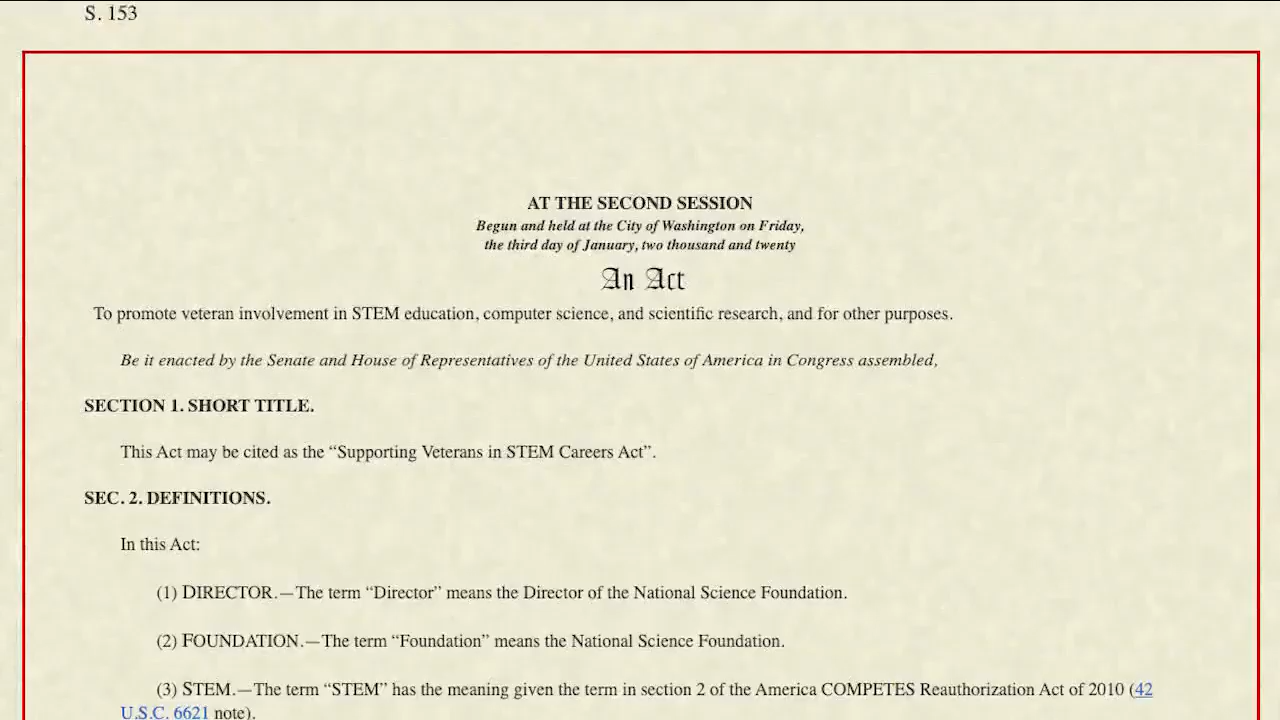 S. 153
AT THE SECOND SESSION
Begun and held at the City of Washington on Friday,
the third day of January, two thousand and twenty
An Act
To promote veteran involvement in STEM education, computer science, and scientific research, and for other purposes.
Be it enacted by the Senate and House of Representatives of the United States of America in Congress assembled,
SECTION 1. SHORT TITLE.
This Act may be cited as the “Supporting Veterans in STEM Careers Act”.
SEC. 2. DEFINITIONS.
In this Act:
(1) DIRECTOR.—The term “Director” means the Director of the National Science Foundation.
(2) FOUNDATION.—The term “Foundation” means the National Science Foundation.
(3) STEM.—The term “STEM” has the meaning given the term in section 2 of the America COMPETES Reauthorization Act of 2010 (42
U.S.C. 6621 note).